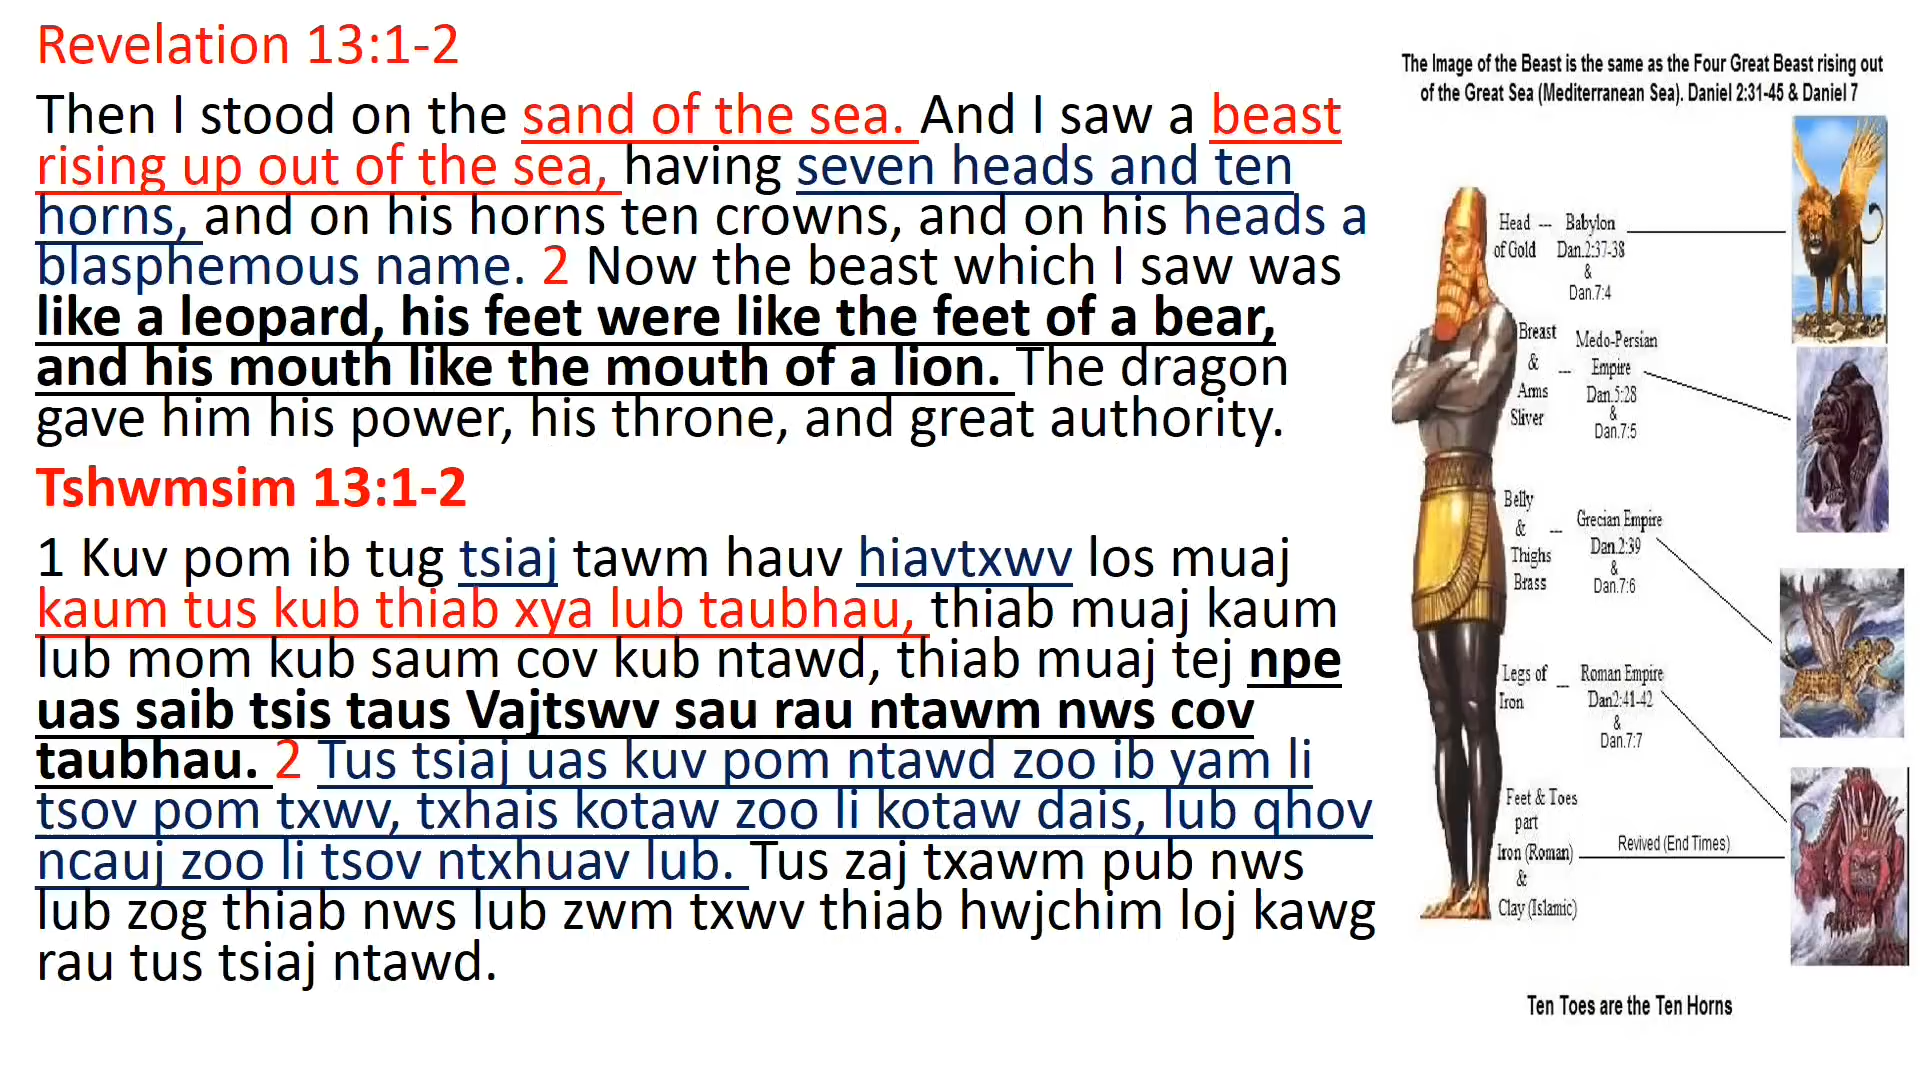 Revelation 13:1-2
Then I stood on the sand of the sea. And I saw a beast
rising up out of the sea, having seven heads and ten
horns, and on his horns ten crowns, and on his heads a
blasphemous name. 2 Now the beast which I saw was
like a leopard, his feet were like the feet of a bear,
and his mouth like the mouth of a lion. The dragon
gave him his power, his throne, and great authority.
Tshwmsim 13:1-2
1 Kuv pom ib tug tsiaj tawm hauv hiavtxwv los muaj
kaum tus kub thiab xya lub taubhau, thiab muaj kaum
lub mom kub saum cov kub ntawd, thiab muaj tej npe
uas saib tsis taus Vajtswv sau rau ntawm nws cov
taubhau. 2 Tus tsiaj uas kuv pom ntawd zoo ib yam li
tsov pom txwv, txhais kotaw zoo li kotaw dais, lub qhov
ncauj zoo li tsov ntxhuav lub. Tus zaj txawm pub nws
lub zog thiab nws lub zwm txwv thiab hwjchim loj kawg
rau tus tsiaj ntawd.
The Image of the Beast is the same as the Four Great Beast rising out
of the Great Sea (Mediterranean Sea). Daniel 2:31-45 & Daniel 7
Head --- Babylon
of Gold Dan.2:37-38
&
Dan.7:4
Breast Medo-Persian
& -- Empire
Arms Dan.5:28
Sliver &
Dan.7:5
Belly Grecian Empire
& -- Dan.2:39
Thighs &
Brass Dan.7:6
Legs of -- Roman Empire
Iron Dan2:41-42
&
Dan.7:7
Feet & Toes
part
Iron (Roman) Revived (End Times)
&
Clay (Islamic)
Ten Toes are the Ten Horns